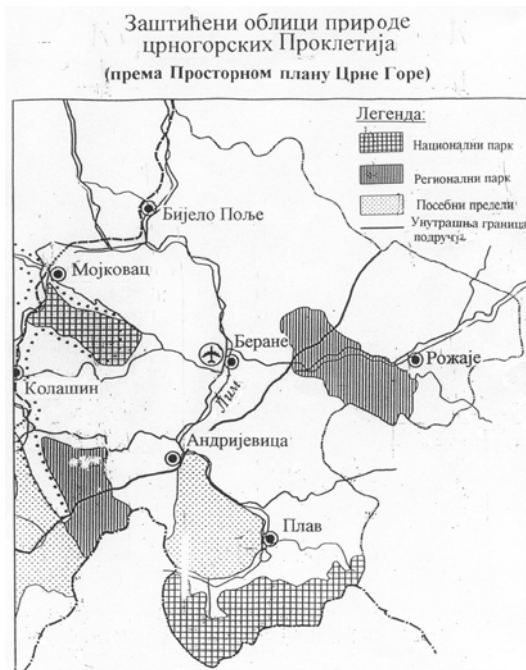 Заштићени облици природе
црногорских Проклетија
(према Просторном плану Црне Горе)
Легенда:
Национални парк
Регионални парк
Посебни предели
Унутрашња граница
подручја
Бијело Поље
Мојковац
Беране
Рожаје
Колашин
Лим
Андријевица
Плав